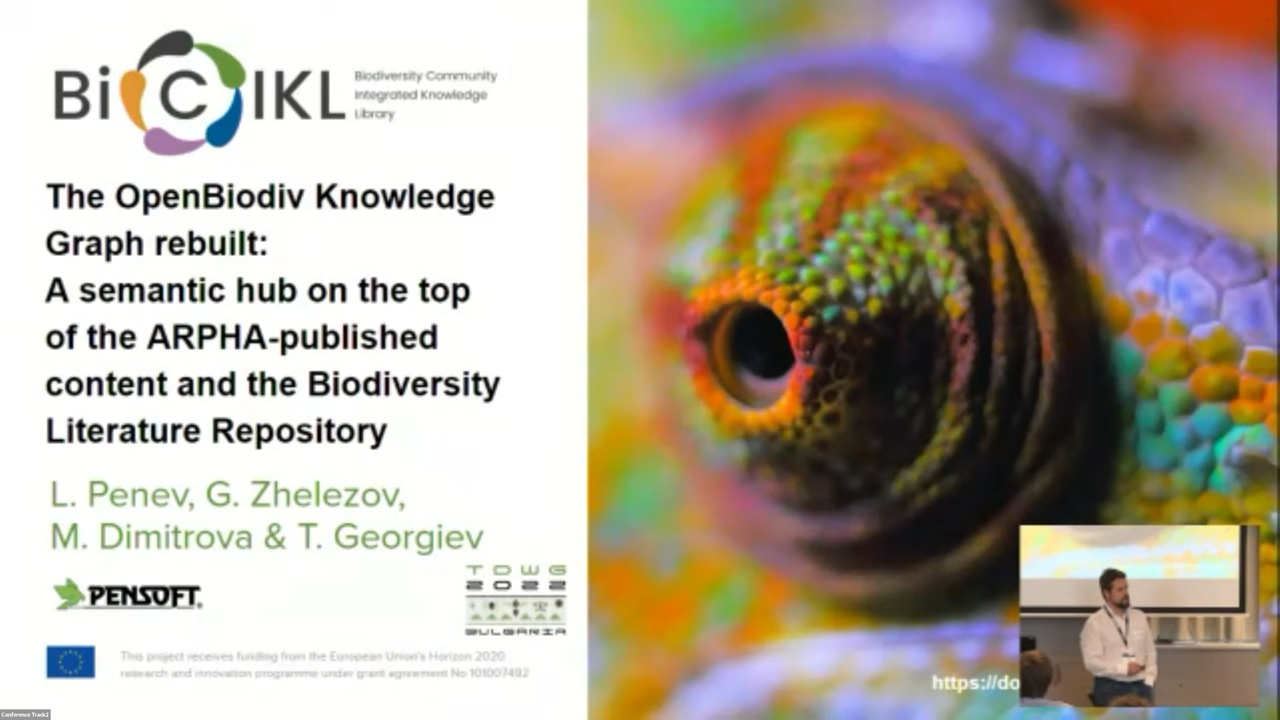 BiCIKL
Biodiversity Community
Integrated Knowledge
Library
The OpenBiodiv Knowledge
Graph rebuilt:
A semantic hub on the top
of the ARPHA-published
content and the Biodiversity
Literature Repository
L. Penev, G. Zhelezov,
M. Dimitrova & T. Georgiev
PENSOFT.
TDWG
2022
BULGARIA
This project receives funding from the European Union's Horizon 2020
research and innovation programme under grant agreement No 101007492
https://do
Conference Track2